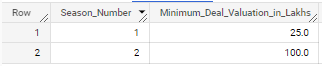 Row Season_Number Minimum_Deal_Valuation_in_Lakhs
1 1 25.0
2 2 100.0